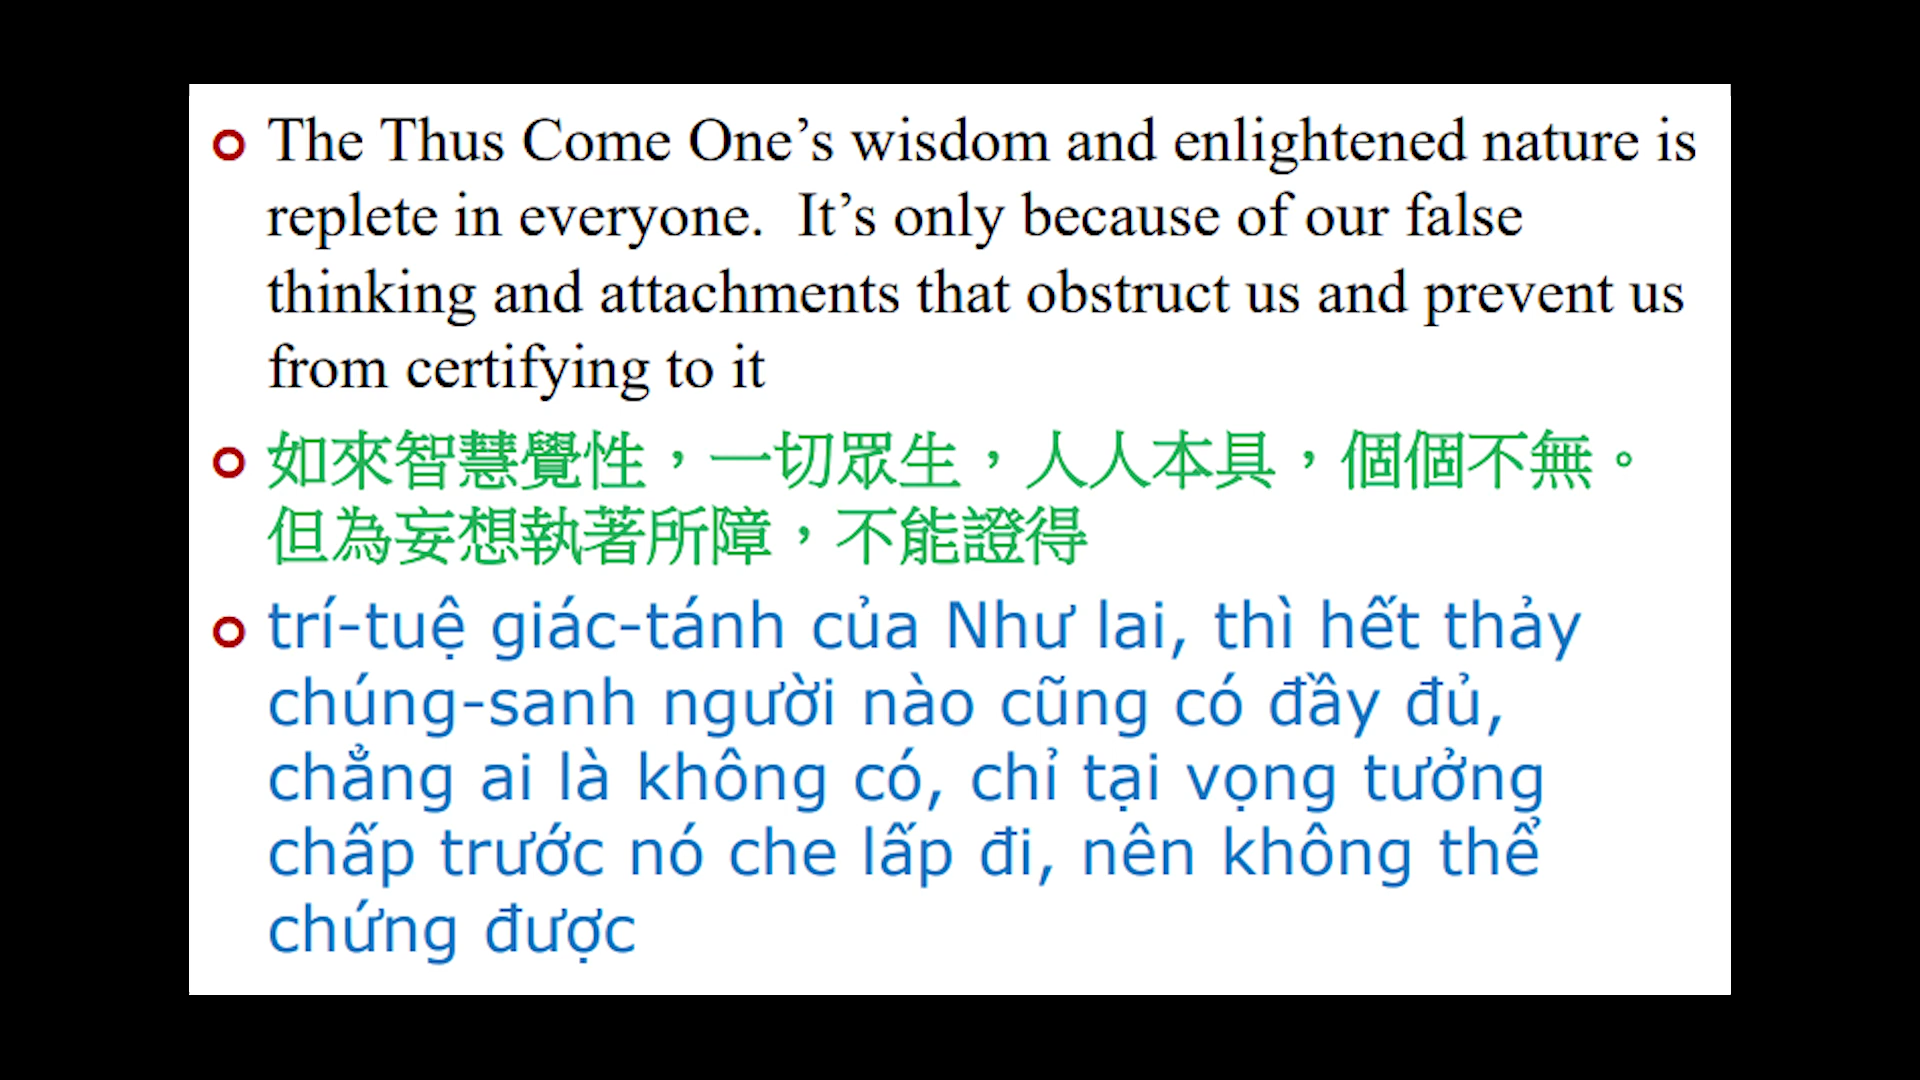 The Thus Come One’s wisdom and enlightened nature is
replete in everyone.  It’s only because of our false
thinking and attachments that obstruct us and prevent us
from certifying to it
如來智慧覺性，一切眾生，人人本具，個個不無。
但為妄想執著所障，不能證得
trí-tuệ giác-tánh của Như lai, thì hết thảy
chúng-sanh người nào cũng có đầy đủ,
chẳng ai là không có, chỉ tại vọng tưởng
chấp trước nó che lấp đi, nên không thể
chứng được